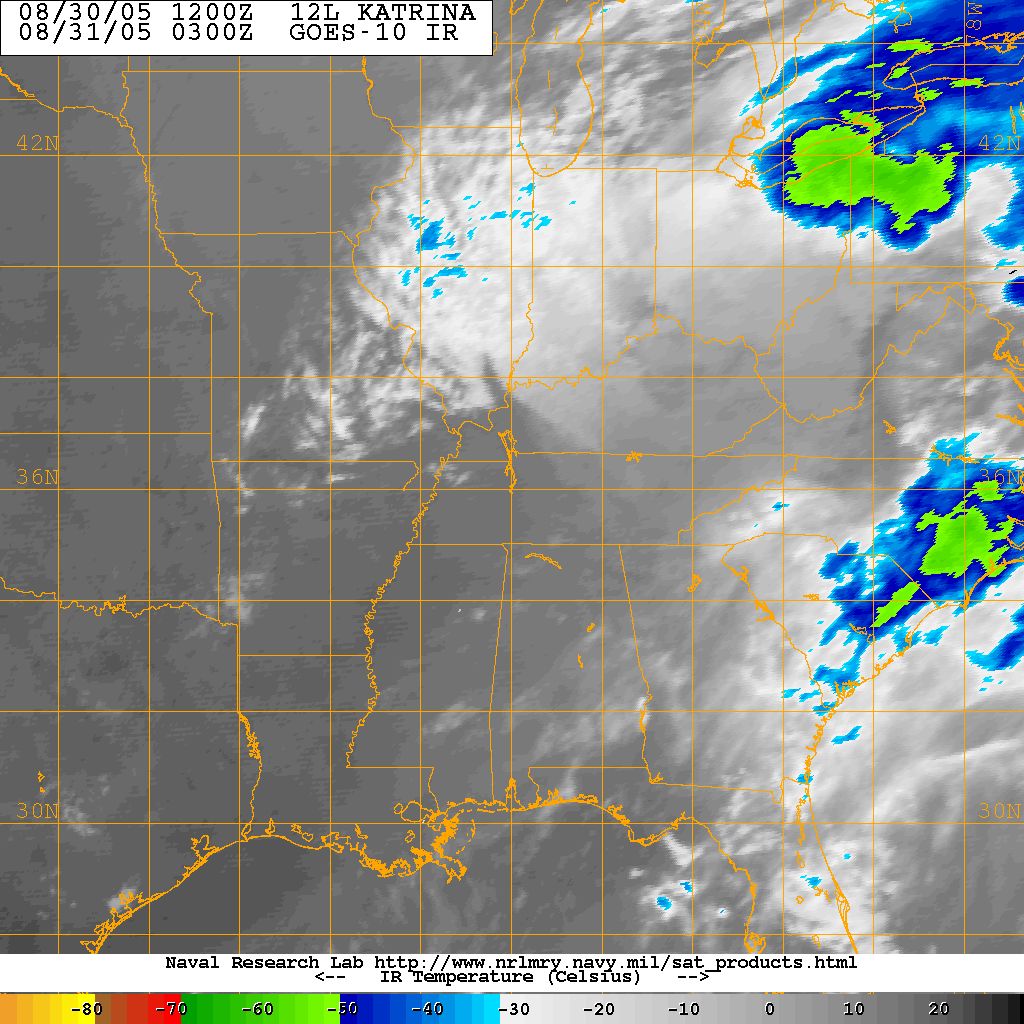 08/30/05 1200Z 12L KATRINA
08/31/05 0300Z GOES-10 IR
M87
42N 42N
36N 36N
30N 30N
Naval Research Lab http://www.nrlmry.navy.mil/sat_products.html
<-- IR Temperature (Celsius) -->
-80 -70 -60 -50 -40 -30 -20 -10 0 10 20